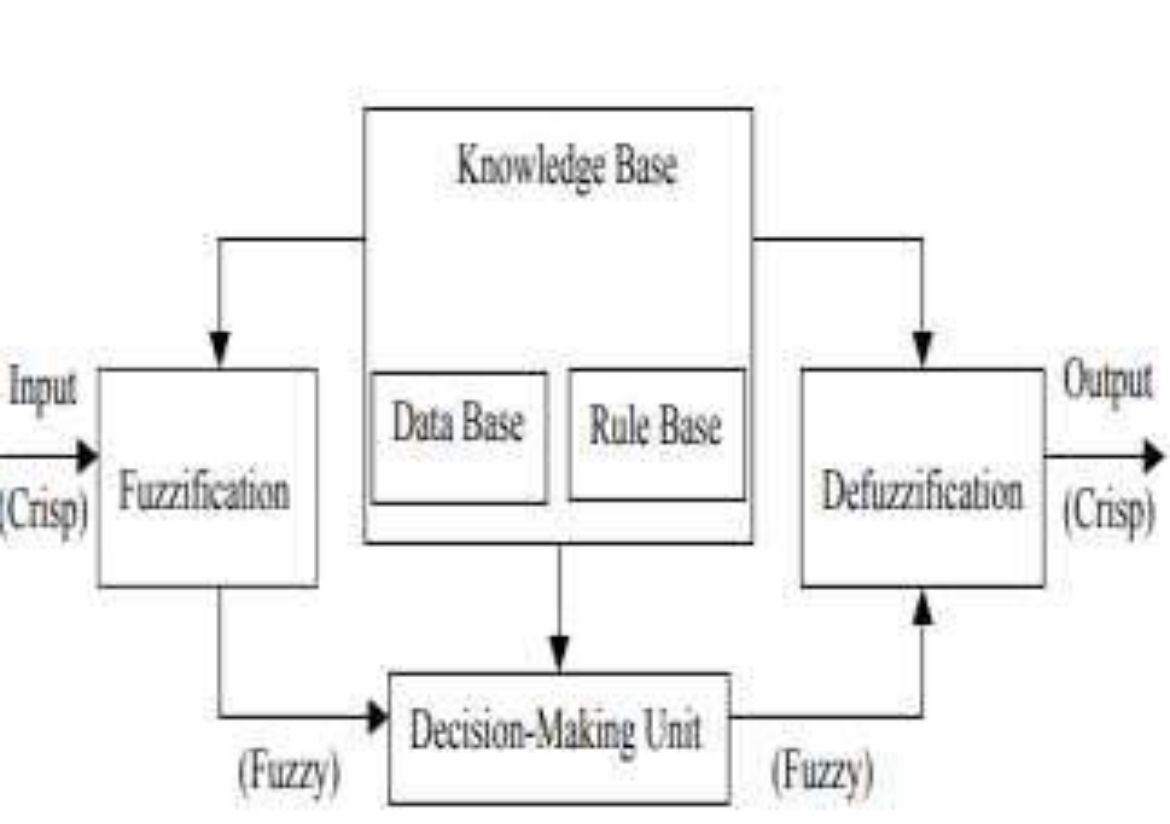 Knowledge Base
Input
(Crisp)
Fuzzification
Data Base
Rule Base
Defuzzification
Output
(Crisp)
Decision-Making Unit
(Fuzzy)
(Fuzzy)